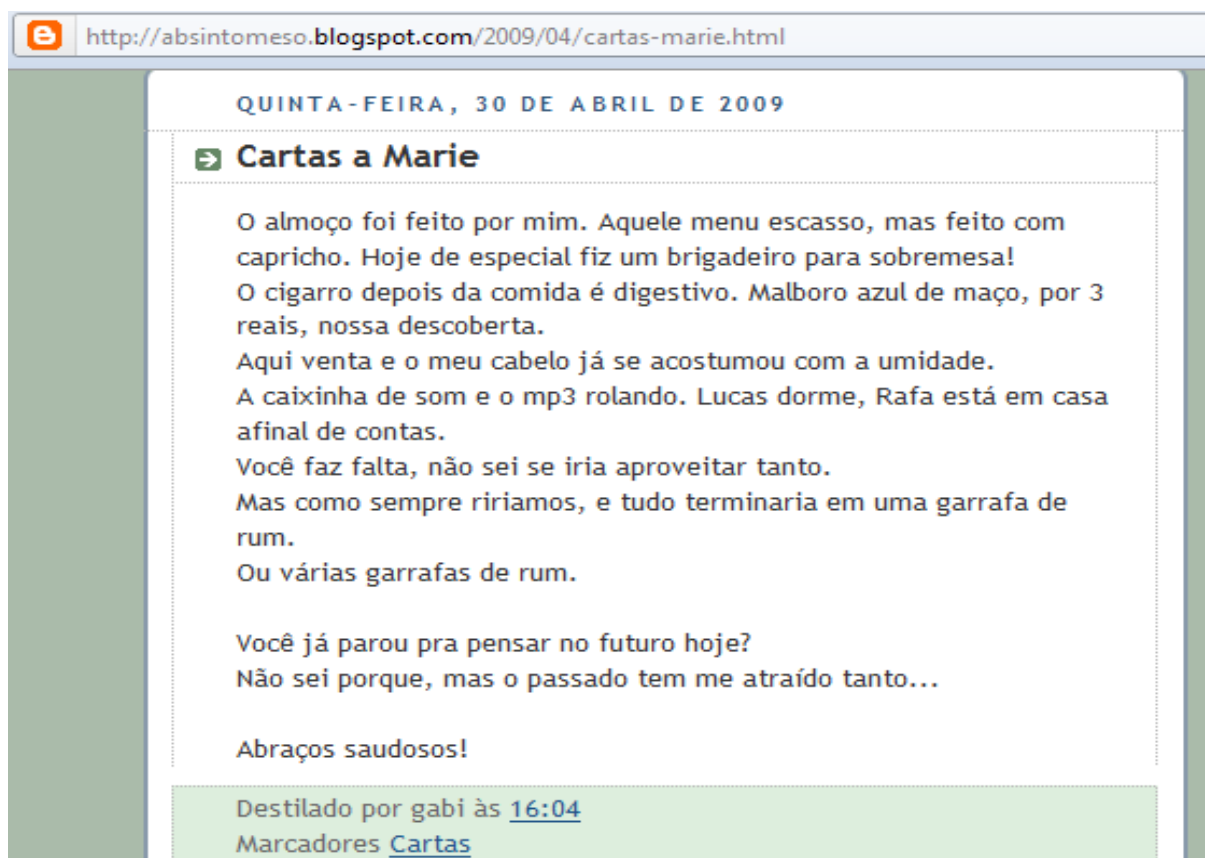 http://absintomeso.blogspot.com/2009/04/cartas-marie.html
QUINTA-FEIRA, 30 DE ABRIL DE 2009
Cartas a Marie
O almoço foi feito por mim. Aquele menu escasso, mas feito com
capricho. Hoje de especial fiz um brigadeiro para sobremesa!
O cigarro depois da comida é digestivo. Malboro azul de maço, por 3
reais, nossa descoberta.
Aqui venta e o meu cabelo já se acostumou com a umidade.
A caixinha de som e o mp3 rolando. Lucas dorme, Rafa está em casa
afinal de contas.
Você faz falta, não sei se iria aproveitar tanto.
Mas como sempre ririamos, e tudo terminaria em uma garrafa de
rum.
Ou várias garrafas de rum.
Você já parou pra pensar no futuro hoje?
Não sei porque, mas o passado tem me atraído tanto...
Abraços saudosos!
Destilado por gabi às 16:04
Marcadores Cartas